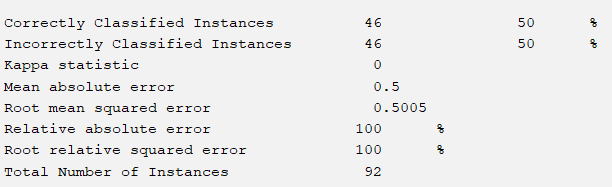 Correctly Classified Instances 46 50 %
Incorrectly Classified Instances 46 50 %
Kappa statistic 0
Mean absolute error 0.5
Root mean squared error 0.5005
Relative absolute error 100 %
Root relative squared error 100 %
Total Number of Instances 92